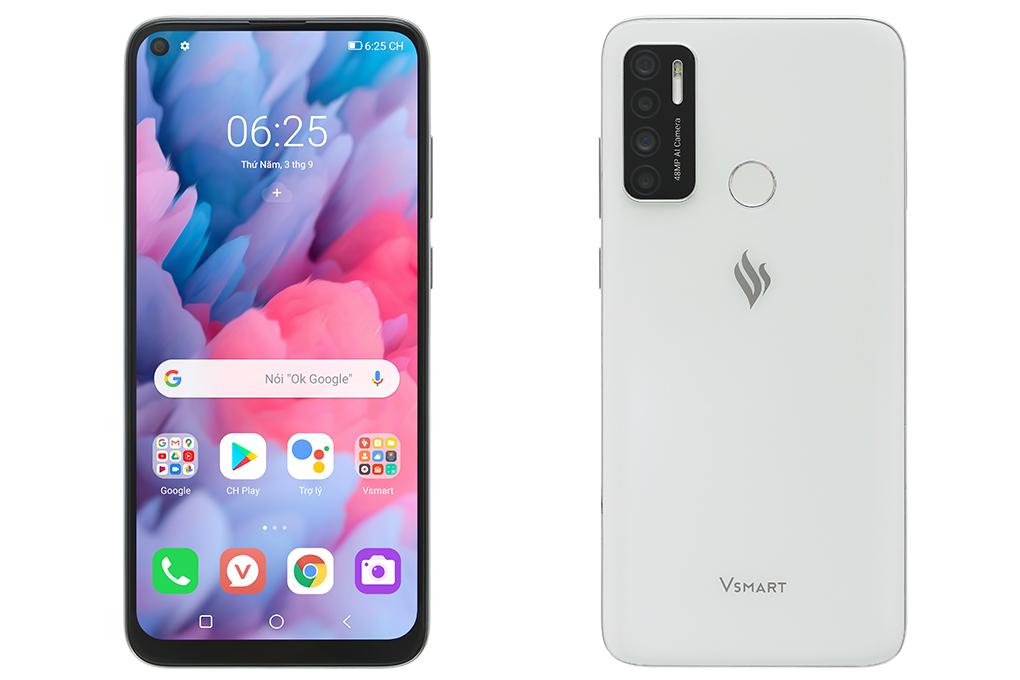 6:25 CH
06:25
Thứ Năm, 3 thg 9
Nói "Ok Google"
Google
CH Play
Trợ lý
Vsmart
48MP AI Camera
VSMART